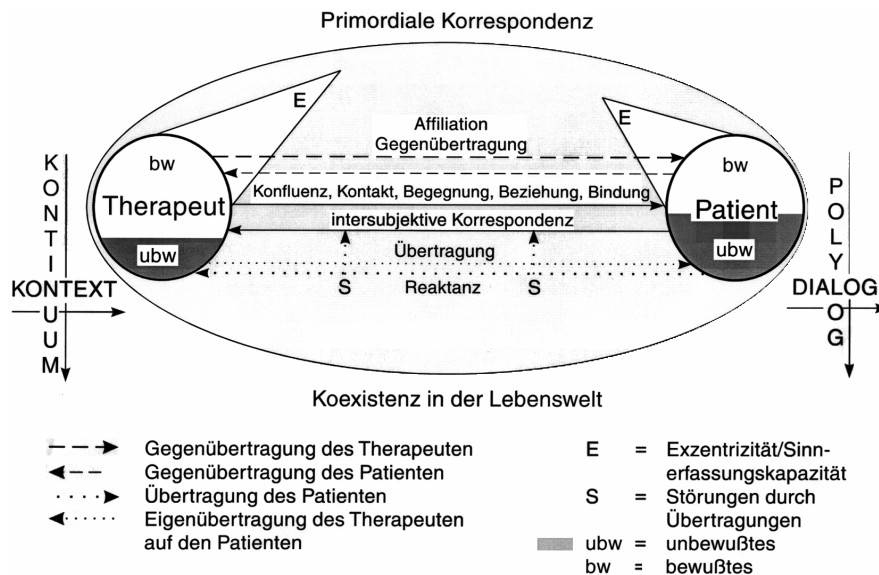 Primordiale Korrespondenz
E
E
Affiliation
Gegenübertragung
bw
bw
KONTINUUM
Konfluenz, Kontakt, Begegnung, Beziehung, Bindung
POLYLOG
Therapeut
Patient
intersubjektive Korrespondenz
ubw
Übertragung
ubw
KONTEXT
S
Reaktanz
S
DIALOG
Koexistenz in der Lebenswelt
Gegenübertragung des Therapeuten
Gegenübertragung des Patienten
Übertragung des Patienten
Eigenübertragung des Therapeuten
auf den Patienten
E = Exzentrizität/Sinn-
erfassungskapazität
S = Störungen durch
Übertragungen
ubw = unbewußtes
bw = bewußtes